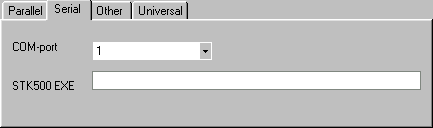 Parallel Serial Other Universal
COM-port 1
STK500 EXE